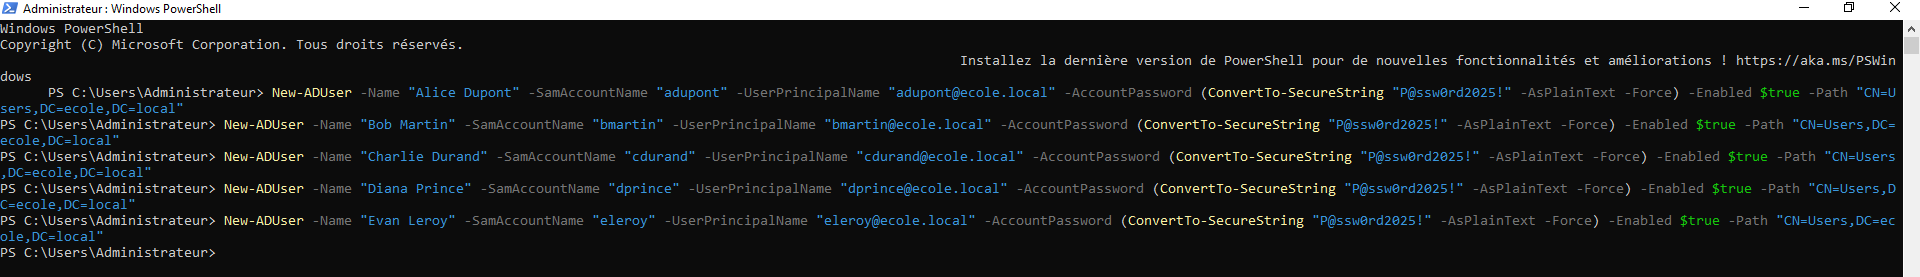 Administrateur : Windows PowerShell
Windows PowerShell
Copyright (C) Microsoft Corporation. Tous droits réservés.
Installez la dernière version de PowerShell pour de nouvelles fonctionnalités et améliorations ! https://aka.ms/PSWin
dows
PS C:\Users\Administrateur> New-ADUser -Name "Alice Dupont" -SamAccountName "adupont" -UserPrincipalName "adupont@ecole.local" -AccountPassword (ConvertTo-SecureString "P@ssw0rd2025!" -AsPlainText -Force) -Enabled $true -Path "CN=U
sers,DC=ecole,DC=local"
PS C:\Users\Administrateur> New-ADUser -Name "Bob Martin" -SamAccountName "bmartin" -UserPrincipalName "bmartin@ecole.local" -AccountPassword (ConvertTo-SecureString "P@ssw0rd2025!" -AsPlainText -Force) -Enabled $true -Path "CN=Users,DC=
ecole,DC=local"
PS C:\Users\Administrateur> New-ADUser -Name "Charlie Durand" -SamAccountName "cdurand" -UserPrincipalName "cdurand@ecole.local" -AccountPassword (ConvertTo-SecureString "P@ssw0rd2025!" -AsPlainText -Force) -Enabled $true -Path "CN=Users
,DC=ecole,DC=local"
PS C:\Users\Administrateur> New-ADUser -Name "Diana Prince" -SamAccountName "dprince" -UserPrincipalName "dprince@ecole.local" -AccountPassword (ConvertTo-SecureString "P@ssw0rd2025!" -AsPlainText -Force) -Enabled $true -Path "CN=Users,D
C=ecole,DC=local"
PS C:\Users\Administrateur> New-ADUser -Name "Evan Leroy" -SamAccountName "eleroy" -UserPrincipalName "eleroy@ecole.local" -AccountPassword (ConvertTo-SecureString "P@ssw0rd2025!" -AsPlainText -Force) -Enabled $true -Path "CN=Users,DC=ec
ole,DC=local"
PS C:\Users\Administrateur>